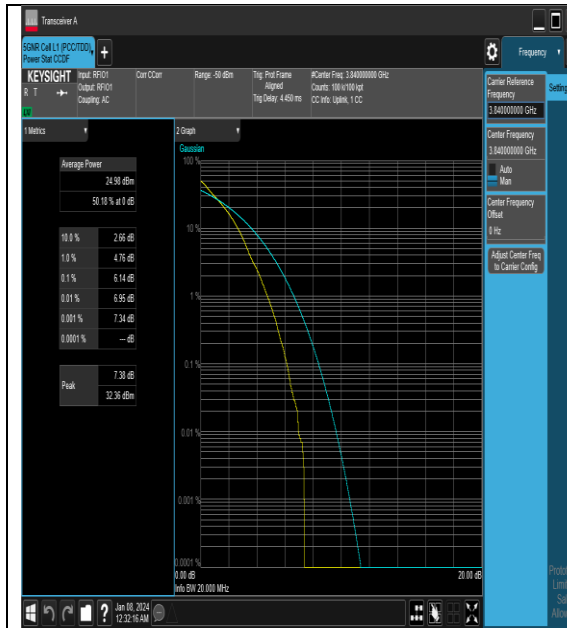 Transceiver A
5GNR Cell L1 (PCC/TDD)
Power Stat CCDF
Frequency
KEYSIGHT
R T
Input: RFIO1
Output: RFIO1
Coupling: AC
Corr CCorr
Range: -50 dBm
Trig: Prot Frame
Aligned
Trig Delay: 4.450 ms
#Center Freq: 3.840000000 GHz
Counts: 100 k/100 kpt
CC Info: Uplink, 1 CC
Carrier Reference
Frequency
3.840000000 GHz
Setting
Center Frequency
3.840000000 GHz
Auto
Man
Center Frequency
Offset
0 Hz
Adjust Center Freq
to Carrier Config
1 Metrics
Average Power
24.98 dBm
50.18 % at 0 dB
10.0 % 2.66 dB
1.0 % 4.76 dB
0.1 % 6.14 dB
0.01 % 6.95 dB
0.001 % 7.34 dB
0.0001 % --- dB
Peak
7.38 dB
32.36 dBm
2 Graph
Gaussian
100 %
10 %
1 %
0.1 %
0.01 %
0.001 %
0.0001 %
0.00 dB 20.00 dB
Info BW 20.000 MHz
Jan 08, 2024
12:32:16 AM